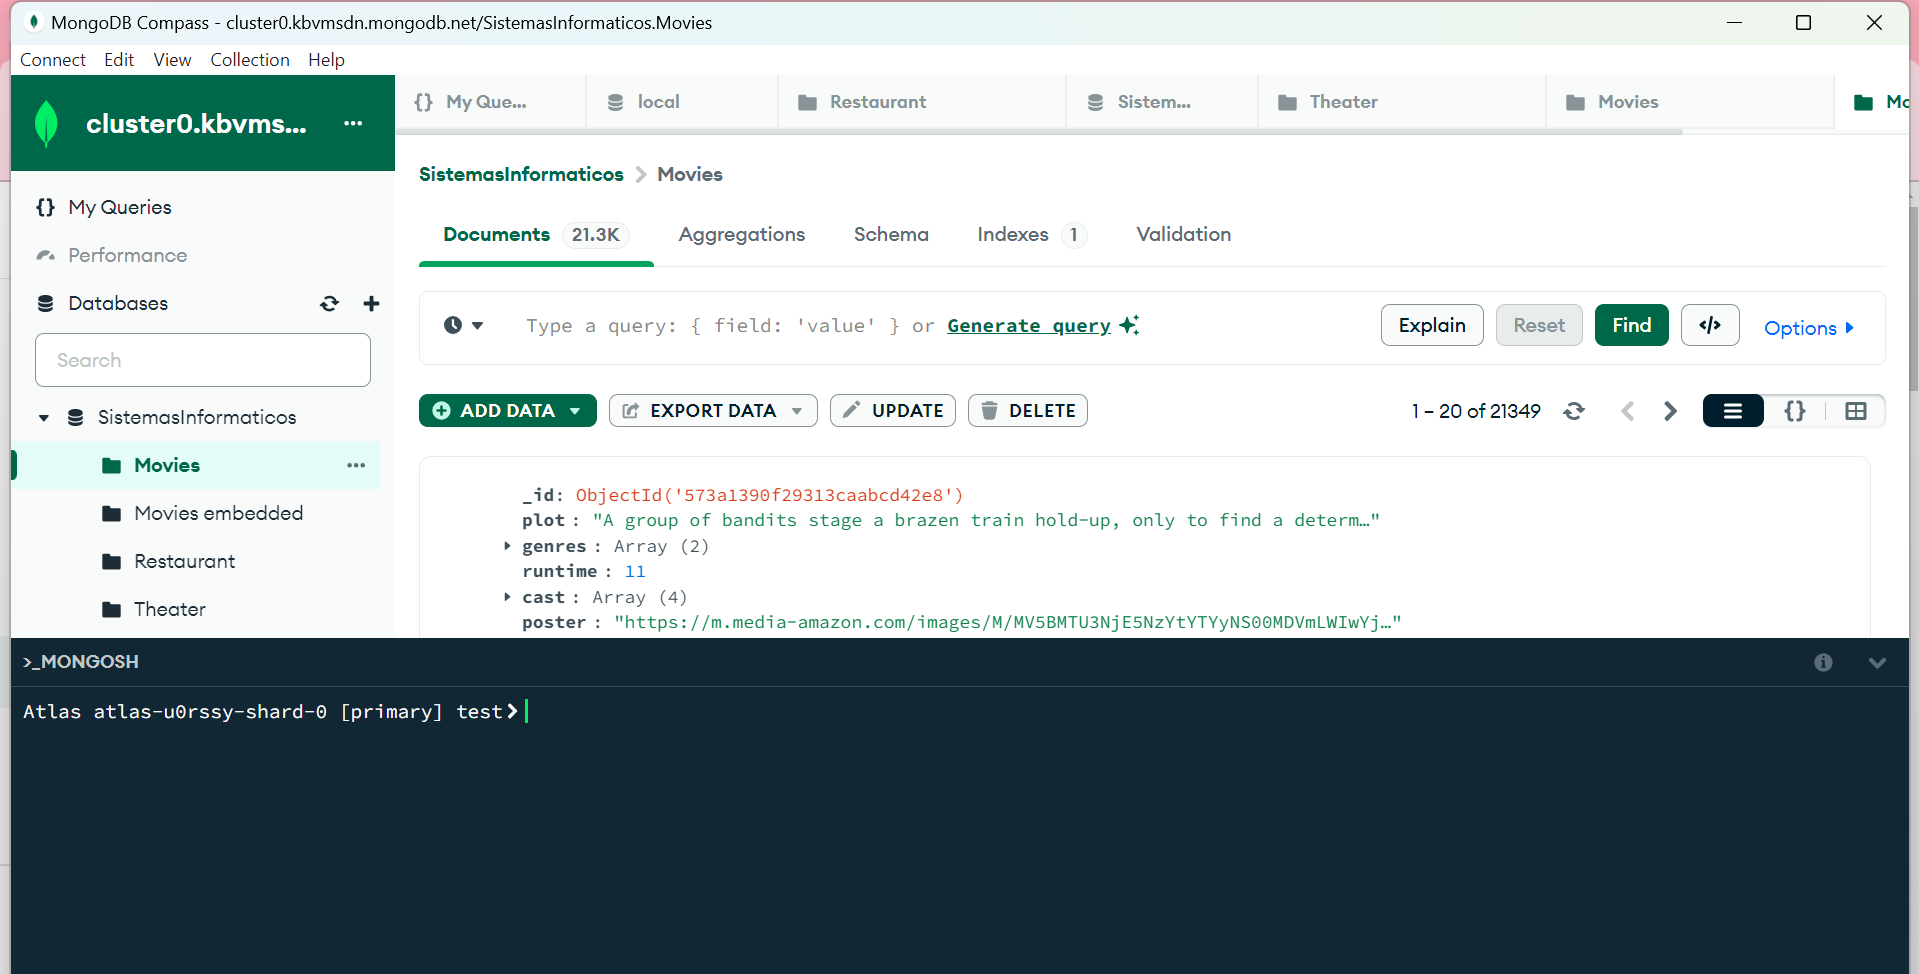 MongoDB Compass - cluster0.kbvmsdn.mongodb.net/SistemasInformaticos.Movies
Connect Edit View Collection Help
cluster0.kbvms...
{} My Que... local Restaurant Sistem... Theater Movies Mo
SistemasInformaticos > Movies
{} My Queries
Performance
Databases
Search
SistemasInformaticos
Movies
Movies embedded
Restaurant
Theater
Documents 21.3K Aggregations Schema Indexes 1 Validation
Type a query: { field: 'value' } or Generate query Explain Reset Find </> Options
ADD DATA EXPORT DATA UPDATE DELETE 1 – 20 of 21349 {}
_id: ObjectId('573a1390f29313caabcd42e8')
plot : "A group of bandits stage a brazen train hold-up, only to find a determ…"
genres : Array (2)
runtime : 11
cast : Array (4)
poster : "https://m.media-amazon.com/images/M/MV5BMTU3NjE5NzYtYTYyNS00MDVmLWIwYj…"
>_MONGOSH
Atlas atlas-u0rssy-shard-0 [primary] test>